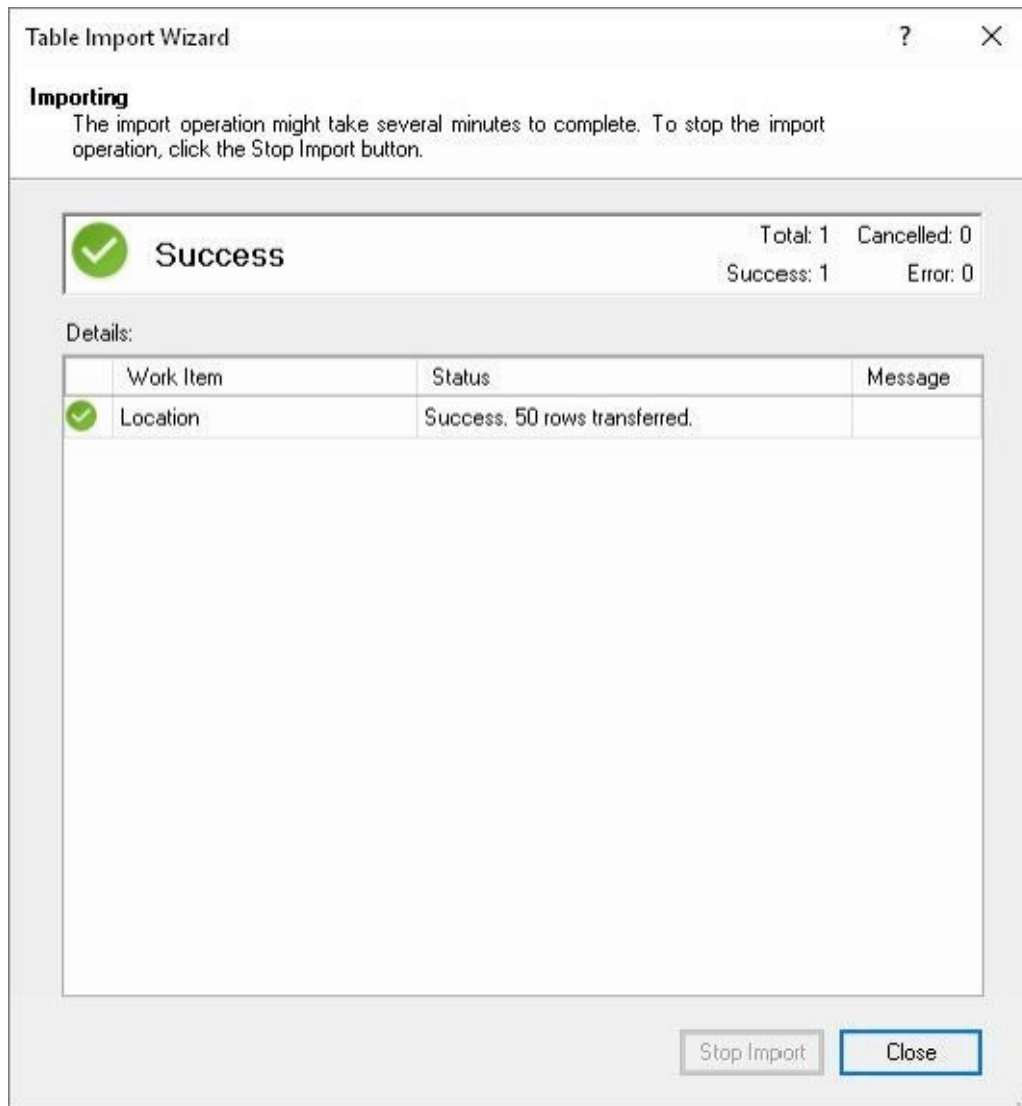 Table Import Wizard ?
Importing
The import operation might take several minutes to complete. To stop the import
operation, click the Stop Import button.
Success
Total: 1 Cancelled: 0
Success: 1 Error: 0
Details:
Work Item Status Message
Location Success. 50 rows transferred.
Stop Import Close